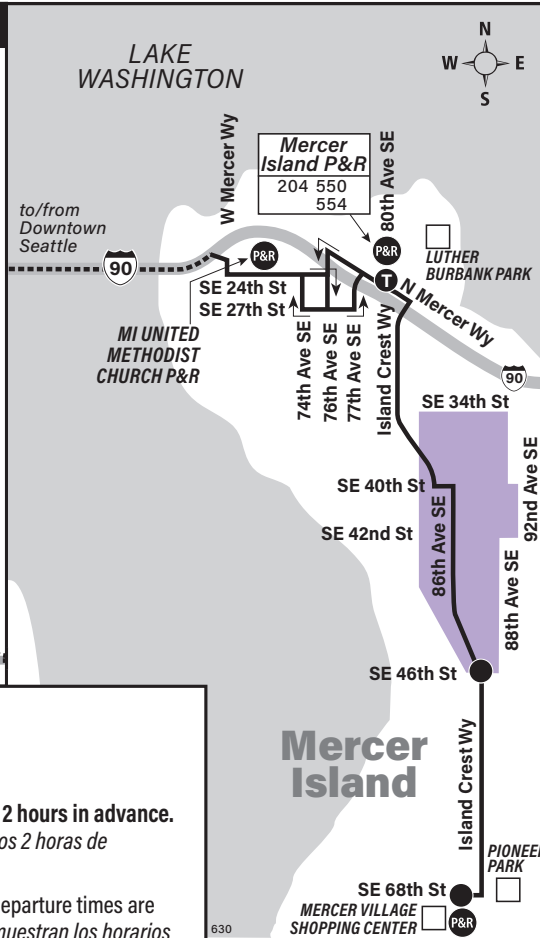 LAKE
WASHINGTON
N
W
E
S
W Mercer Wy
Mercer
Island P&R
204 550
554
80th Ave SE
to/from
Downtown
Seattle
90
P&R
P&R
T
LUTHER
BURBANK PARK
SE 24th St
SE 27th St
N Mercer Wy
MI UNITED
METHODIST
CHURCH P&R
74th Ave SE
76th Ave SE
77th Ave SE
Island Crest Wy
90
SE 34th St
SE 40th St
SE 42nd St
86th Ave SE
92nd Ave SE
88th Ave SE
SE 46th St
Mercer
Island
Island Crest Wy
2 hours in advance.
os 2 horas de
eparture times are
muestran los horarios
630
PIONEE
PARK
SE 68th St
MERCER VILLAGE
SHOPPING CENTER
P&R